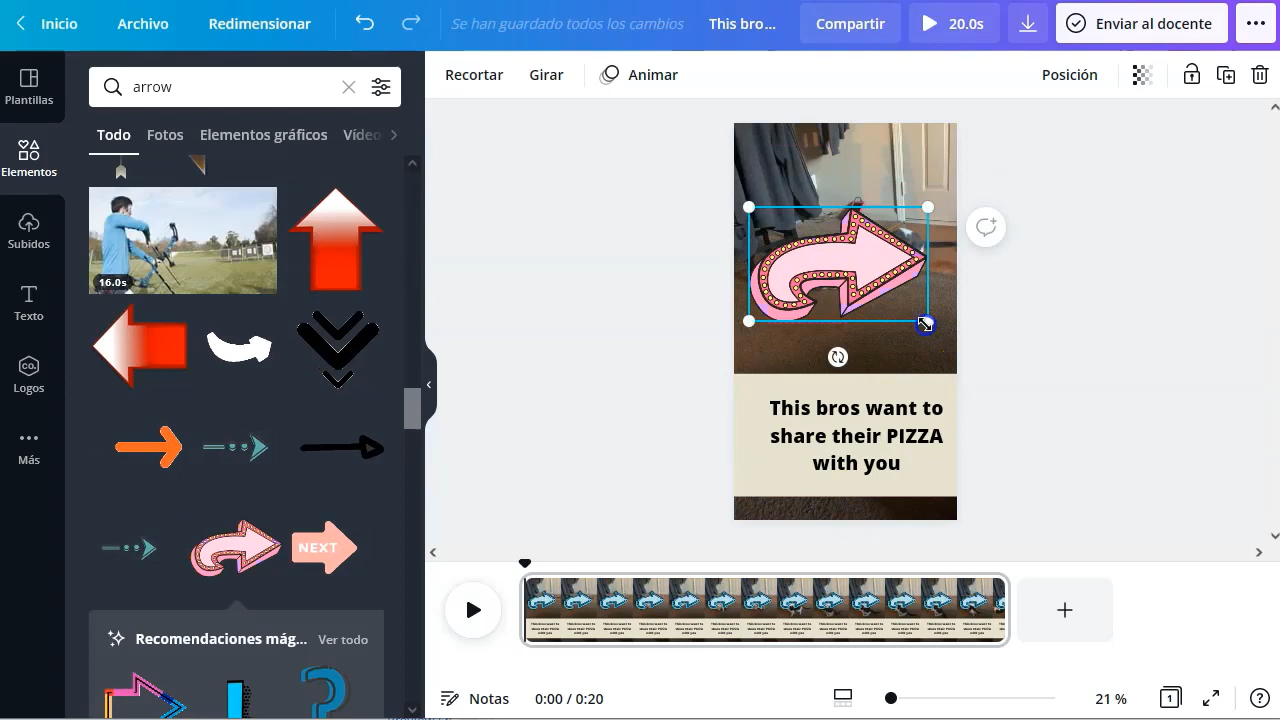 Inicio
Archivo
Redimensionar
Se han guardado todos los cambios
This bro...
Compartir
20.0s
Enviar al docente
Plantillas
Elementos
Subidos
Texto
Logos
CO.
Más
arrow
Todo
Fotos
Elementos gráficos
Vídeo
16.0s
NEXT
Recomendaciones mág...
Ver todo
Recortar
Girar
Animar
Posición
This bros want to
share their PIZZA
with you
Notas
0:00 / 0:20
21 %
1